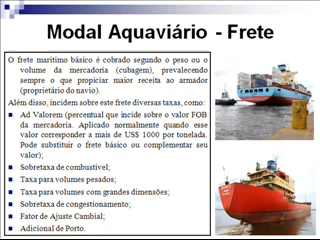 Modal Aquaviário - Frete
O frete marítimo básico é cobrado segundo o peso ou o
volume da mercadoria (cubagem), prevalecendo
sempre o que propiciar maior receita ao armador
(proprietário do navio).
Além disso, incidem sobre este frete diversas taxas, como:
Ad Valorem (percentual que incide sobre o valor FOB
da mercadoria. Aplicado normalmente quando esse
valor corresponder a mais de US$ 1000 por tonelada.
Pode substituir o frete básico ou complementar seu
valor);
Sobretaxa de combustível;
Taxa para volumes pesados;
Taxa para volumes com grandes dimensões;
Sobretaxa de congestionamento;
Fator de Ajuste Cambial;
Adicional de Porto.